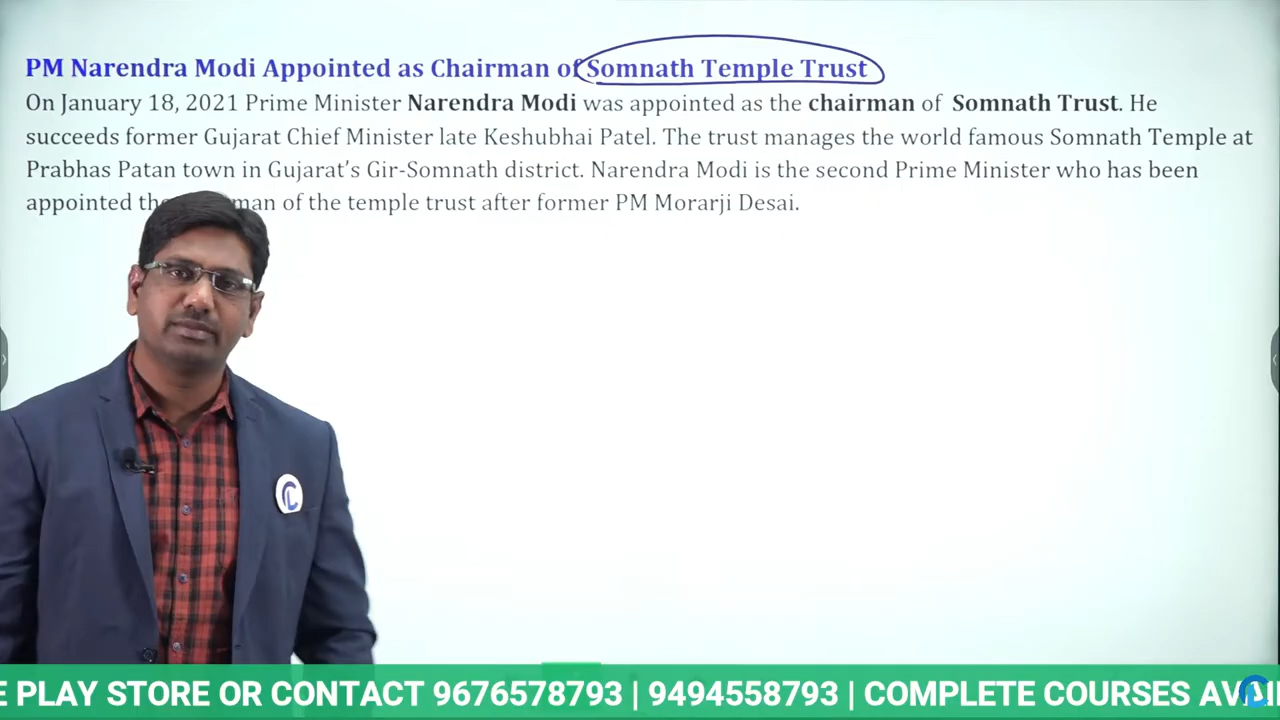 PM Narendra Modi Appointed as Chairman of Somnath Temple Trust
On January 18, 2021 Prime Minister Narendra Modi was appointed as the chairman of Somnath Trust. He
succeeds former Gujarat Chief Minister late Keshubhai Patel. The trust manages the world famous Somnath Temple at
Prabhas Patan town in Gujarat's Gir-Somnath district. Narendra Modi is the second Prime Minister who has been
appointed the man of the temple trust after former PM Morarji Desai.
E PLAY STORE OR CONTACT 9676578793 | 9494558793 | COMPLETE COURSES AVAI